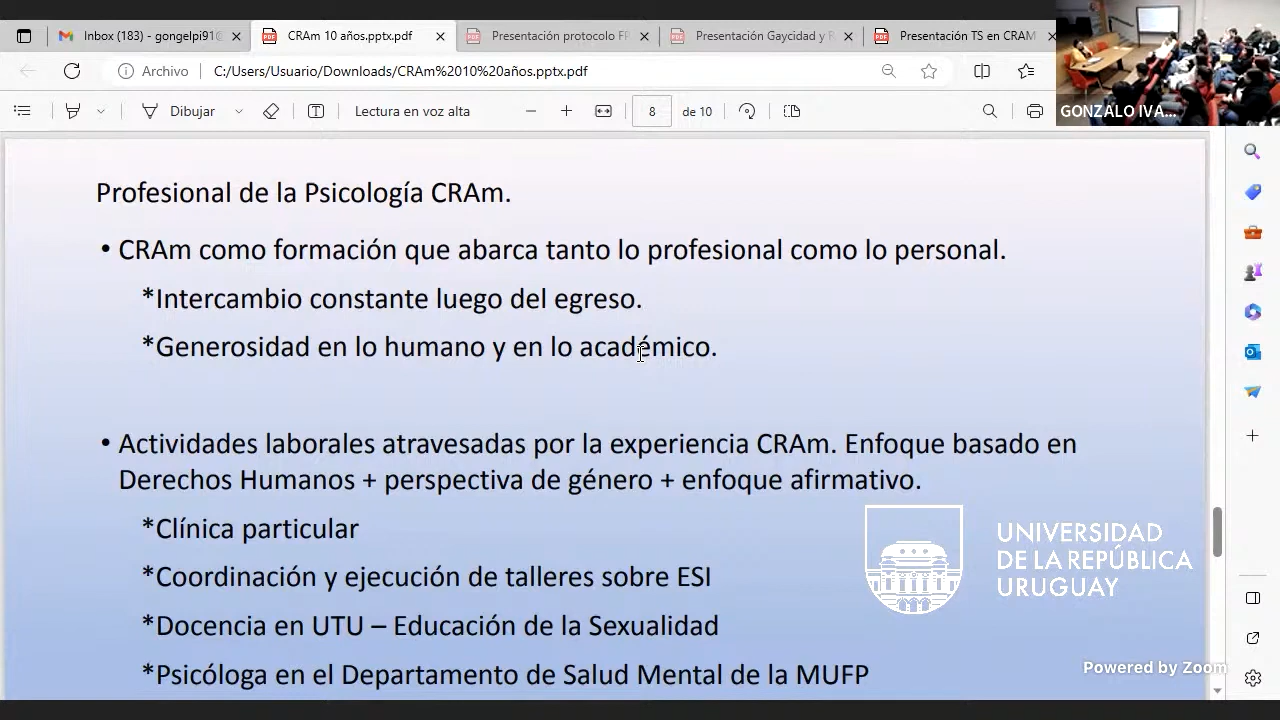 Inbox (183) - gongelpi91@
CRAm 10 años.pptx.pdf
Presentación protocolo F
Presentación Gaycidad y R
Presentación TS en CRAM
Archivo
C:/Users/Usuario/Downloads/CRAm%2010%20años.pptx.pdf
Dibujar
Lectura en voz alta
8
de 10
GONZALO IVA...
Profesional de la Psicología CRAm.
• CRAm como formación que abarca tanto lo profesional como lo personal.
*Intercambio constante luego del egreso.
*Generosidad en lo humano y en lo académico.
• Actividades laborales atravesadas por la experiencia CRAm. Enfoque basado en
Derechos Humanos + perspectiva de género + enfoque afirmativo.
*Clínica particular
*Coordinación y ejecución de talleres sobre ESI
*Docencia en UTU – Educación de la Sexualidad
*Psicóloga en el Departamento de Salud Mental de la MUFP
UNIVERSIDAD
DE LA REPÚBLICA
URUGUAY
Powered by Zoom